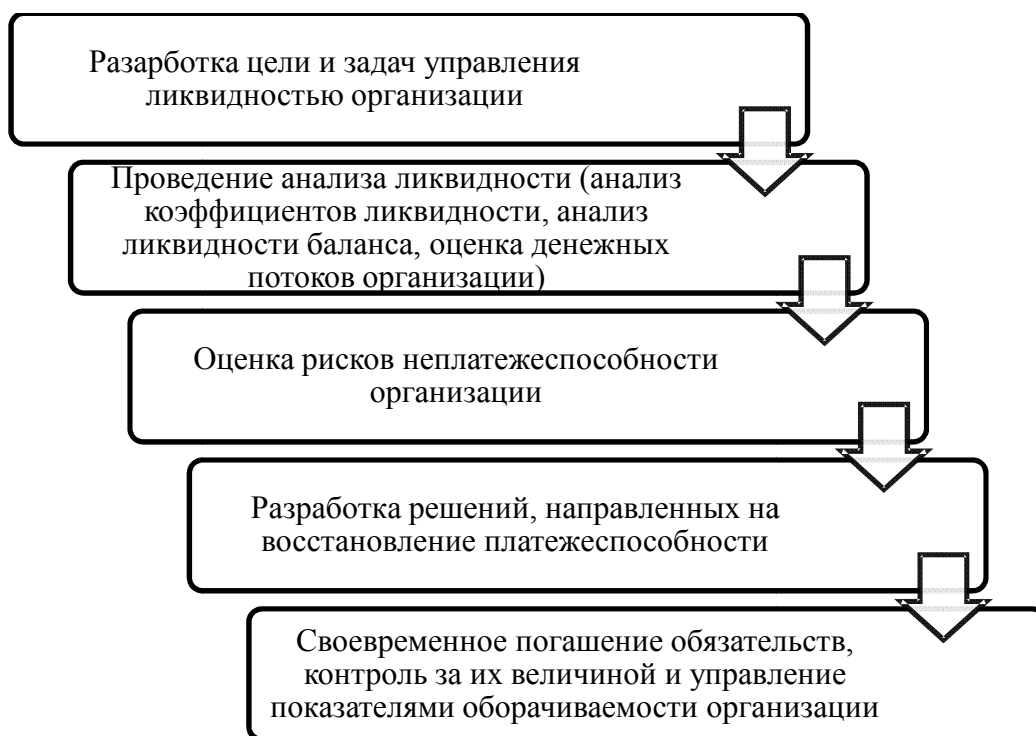 Разарботка цели и задач управления
ликвидностью организации
Проведение анализа ликвидности (анализ
коэффициентов ликвидности, анализ
ликвидности баланса, оценка денежных
потоков организации)
Оценка рисков неплатежеспособности
организации
Разработка решений, направленных на
восстановление платежеспособности
Своевременное погашение обязательств,
контроль за их величиной и управление
показателями оборачиваемости организации